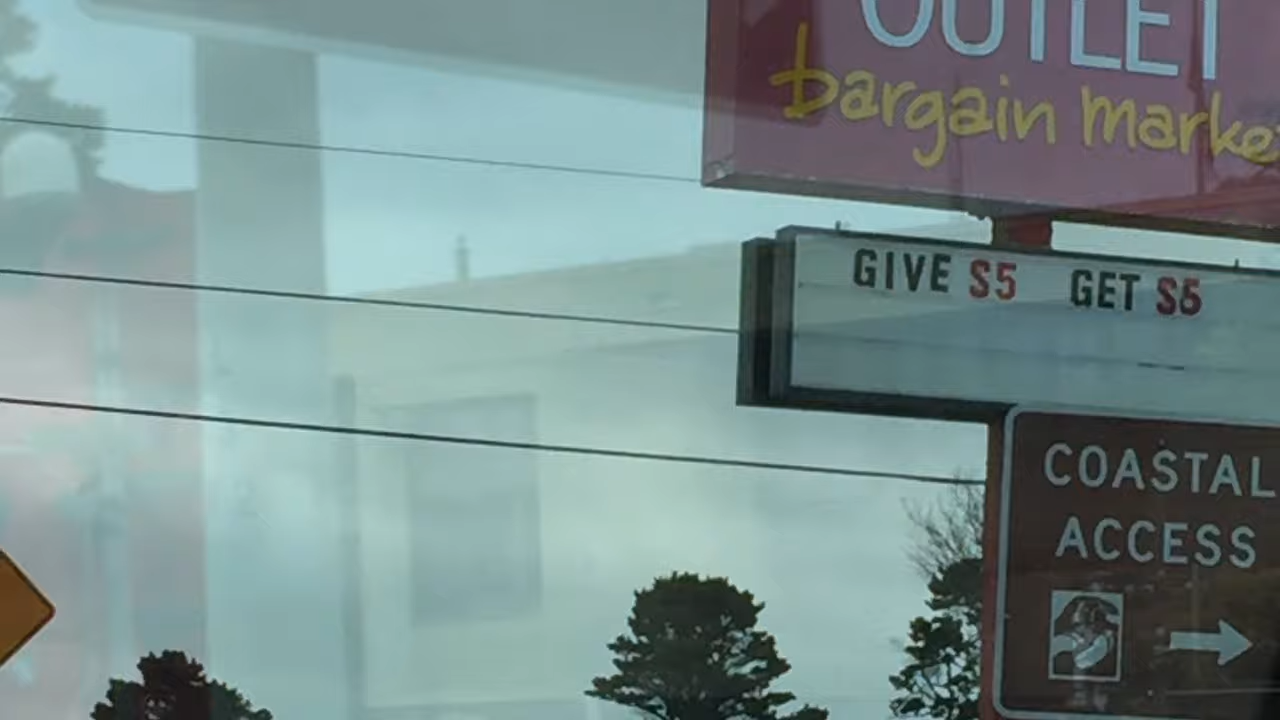 OUTLET
bargain marke
GIVE $5 GET $5
COASTAL
ACCESS